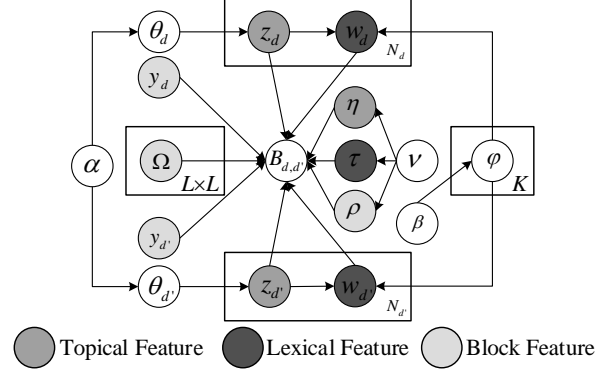 θ_d z_d w_d
N_d
y_d η
α Ω L×L B_{d,d'} τ ν φ K
ρ β
y_{d'}
θ_{d'} z_{d'} w_{d'}
N_{d'}
Topical Feature Lexical Feature Block Feature